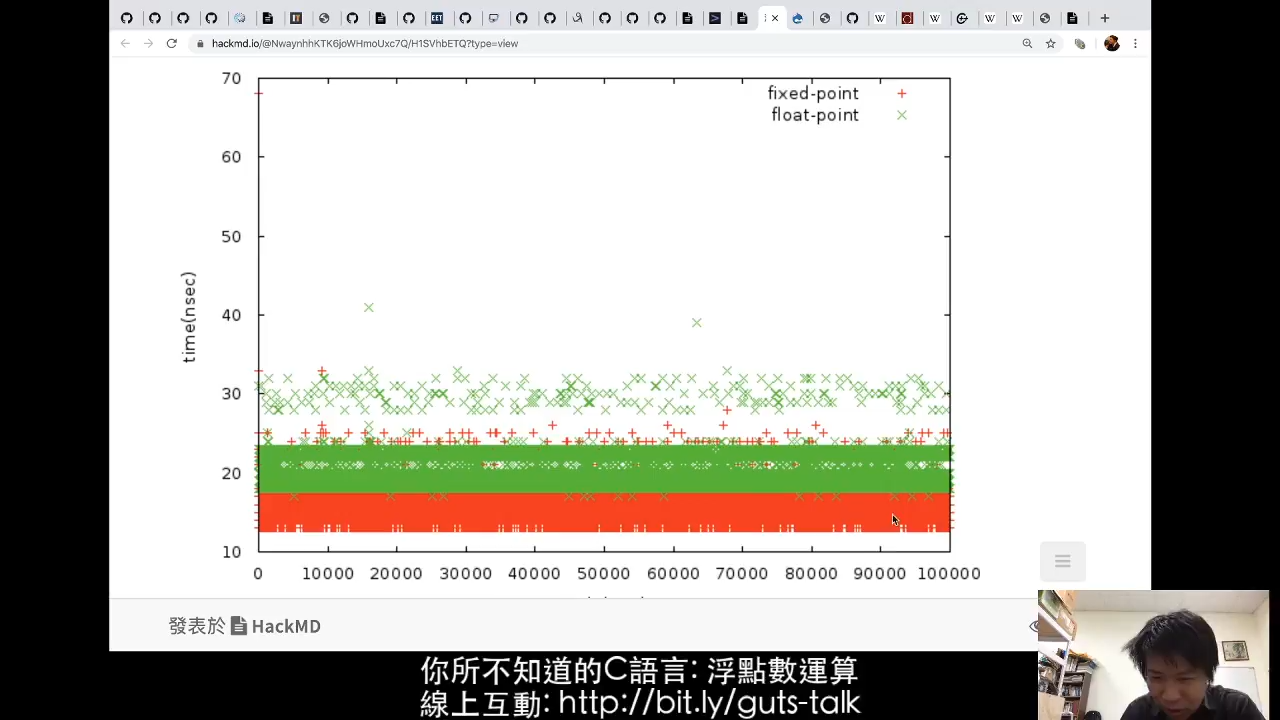 EET
W
W
W
W
hackmd.io/@NwaynhhKTK6joWHmoUxc7Q/H1SVhbETQ?type=view
70
60
50
40
30
20
10
time(nsec)
fixed-point
float-point
0 10000 20000 30000 40000 50000 60000 70000 80000 90000 100000
發表於 HackMD
你所不知道的C語言: 浮點數運算
線上互動: http://bit.ly/guts-talk